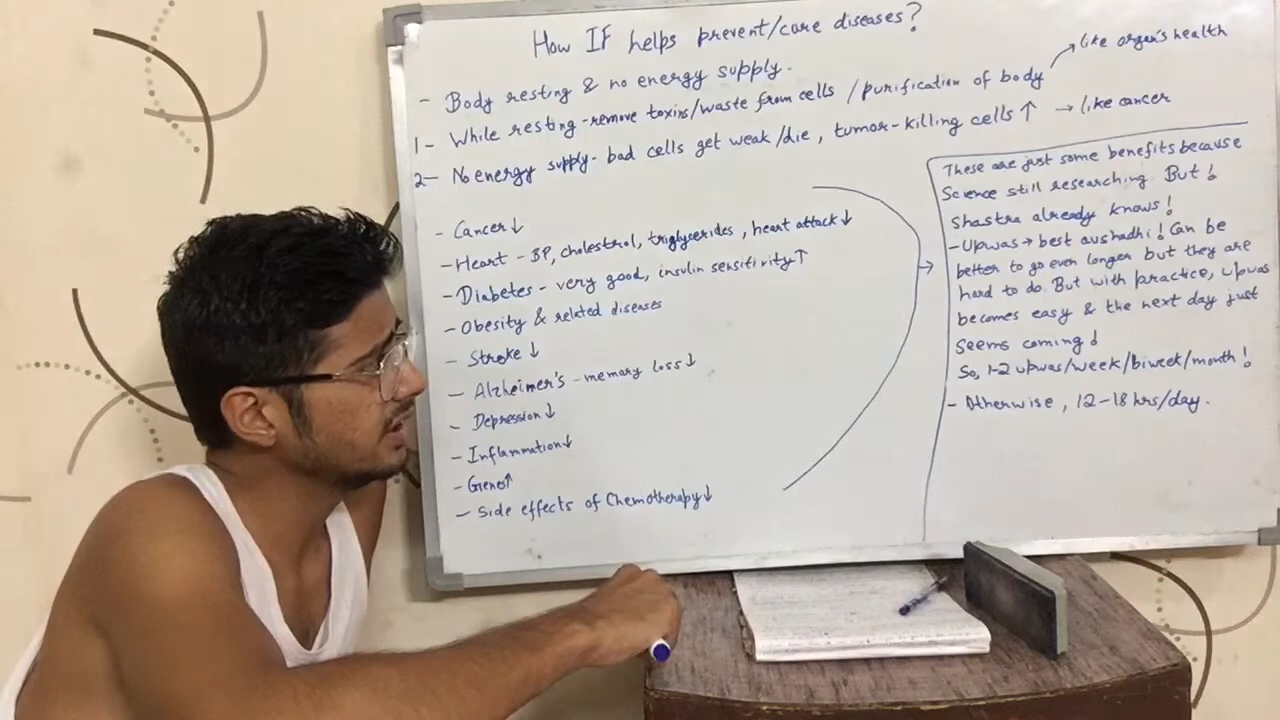 How IF helps prevent/care diseases?
- Body resting & no energy supply.
1- While resting - remove toxins/waste from cells / purification of body → like organ's health
2- No energy supply - bad cells get weak/die, tumor-killing cells ↑ → like cancer
- Cancer ↓
- Heart - BP, cholestrol, triglycerides, heart attack ↓
- Diabetes - very good, insulin sensitivity ↑
- Obesity & related diseases
- Stroke ↓
- Alzheimer's - memory loss ↓
- Depression ↓
- Inflammation ↓
- Genes ↑
- Side effects of Chemotherapy ↓
These are just some benefits because
Science still researching. But!
Shastra already knows!
- Upwas → best aushadhi! Can be
better to go even longer but they are
hard to do. But with practice, upwas
becomes easy & the next day just
seems coming!
So, 1-2 upwas/week/biweek/month!
- Otherwise, 12-18 hrs/day.